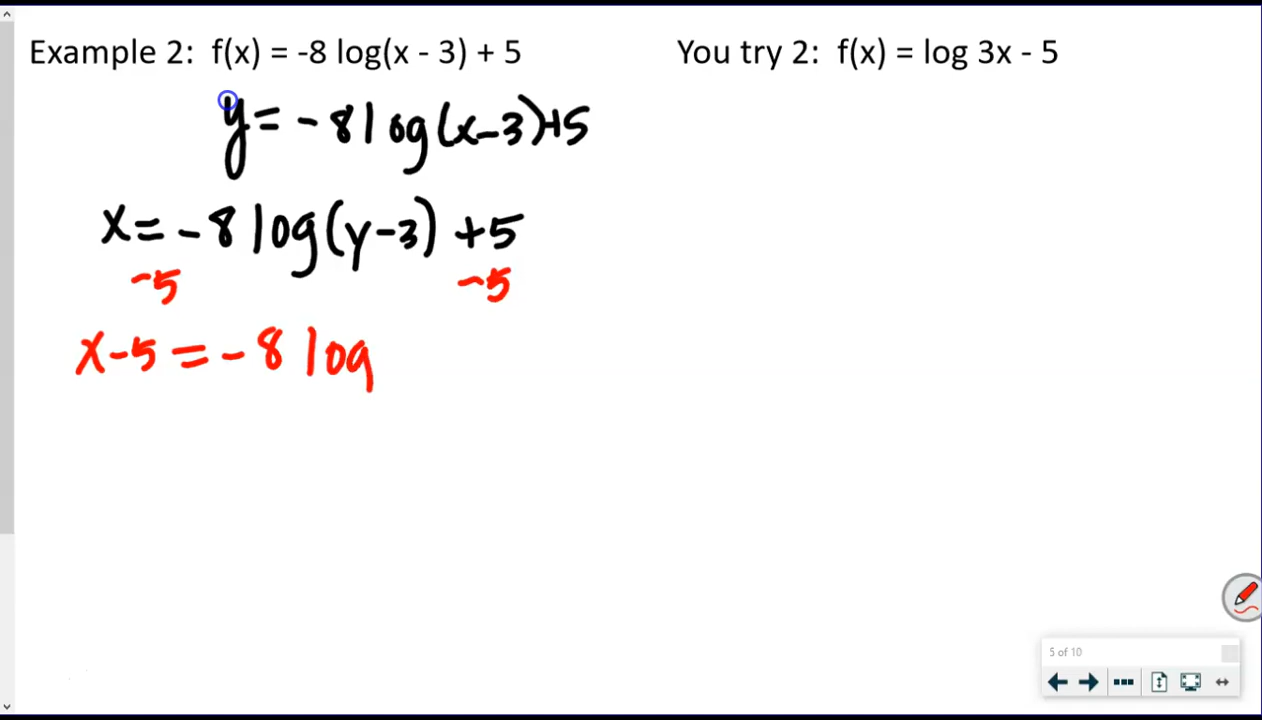 Example 2: f(x) = -8 log(x - 3) + 5
y = -8 log(x-3)+5
x = -8 log(y-3) +5
-5 -5
x-5 = -8 log
You try 2: f(x) = log 3x - 5
5 of 10